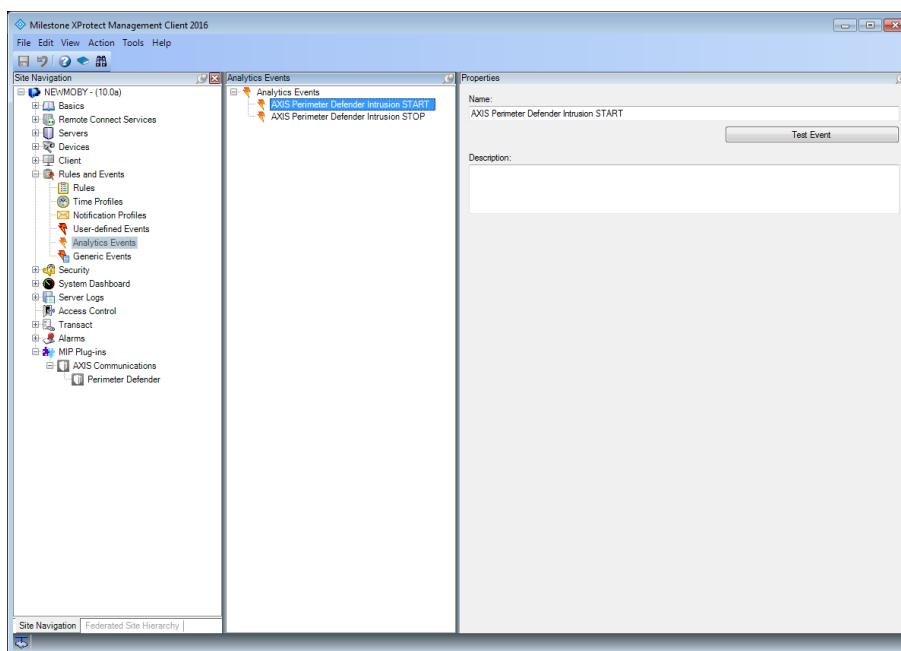 Milestone XProtect Management Client 2016
File Edit View Action Tools Help
Site Navigation
NEWMOBY - (10.0a)
Basics
Remote Connect Services
Servers
Devices
Client
Rules and Events
Rules
Time Profiles
Notification Profiles
User-defined Events
Analytics Events
Generic Events
Security
System Dashboard
Server Logs
Access Control
Transact
Alarms
MIP Plug-ins
AXIS Communications
Perimeter Defender
Site Navigation Federated Site Hierarchy
Analytics Events
Analytics Events
AXIS Perimeter Defender Intrusion START
AXIS Perimeter Defender Intrusion STOP
Properties
Name:
AXIS Perimeter Defender Intrusion START
Test Event
Description: